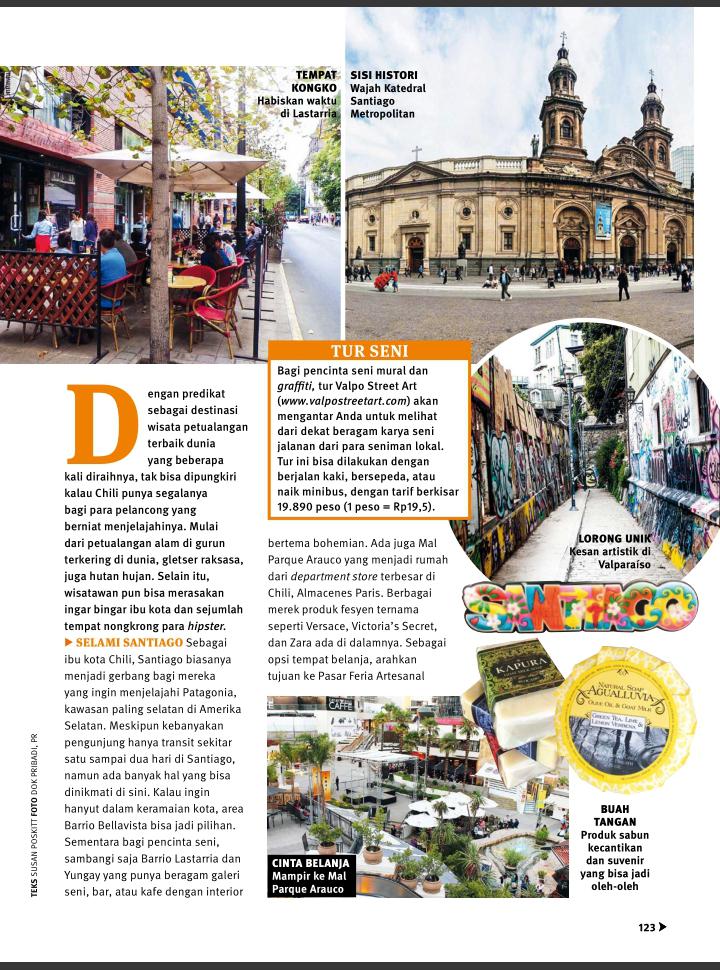 TEMPAT
KONGKO
Habiskan waktu
di Lastarria
SISI HISTORI
Wajah Katedral
Santiago
Metropolitan
TUR SENI
Bagi pencinta seni mural dan
graffiti, tur Valpo Street Art
(www.valpostreetart.com) akan
mengantar Anda untuk melihat
dari dekat beragam karya seni
jalanan dari para seniman lokal.
Tur ini bisa dilakukan dengan
berjalan kaki, bersepeda, atau
naik minibus, dengan tarif berkisar
19.890 peso (1 peso = Rp19,5).
LORONG UNIK
Kesan artistik di
Valparaíso
Dengan predikat
sebagai destinasi
wisata petualangan
terbaik dunia
yang beberapa
kali diraihnya, tak bisa dipungkiri
kalau Chili punya segalanya
bagi para pelancong yang
berniat menjelajahinya. Mulai
dari petualangan alam di gurun
terkering di dunia, gletser raksasa,
juga hutan hujan. Selain itu,
wisatawan pun bisa merasakan
ingar bingar ibu kota dan sejumlah
tempat nongkrong para hipster.
▶ SELAMI SANTIAGO Sebagai
ibu kota Chili, Santiago biasanya
menjadi gerbang bagi mereka
yang ingin menjelajahi Patagonia,
kawasan paling selatan di Amerika
Selatan. Meskipun kebanyakan
pengunjung hanya transit sekitar
satu sampai dua hari di Santiago,
namun ada banyak hal yang bisa
dinikmati di sini. Kalau ingin
hanyut dalam keramaian kota, area
Barrio Bellavista bisa jadi pilihan.
Sementara bagi pencinta seni,
sambangi saja Barrio Lastarria dan
Yungay yang punya beragam galeri
seni, bar, atau kafe dengan interior
bertema bohemian. Ada juga Mal
Parque Arauco yang menjadi rumah
dari department store terbesar di
Chili, Almacenes Paris. Berbagai
merek produk fesyen ternama
seperti Versace, Victoria's Secret,
dan Zara ada di dalamnya. Sebagai
opsi tempat belanja, arahkan
tujuan ke Pasar Feria Artesanal
SANTIAGO
KAPURA
NATURAL SOAP
AGUALLUVIA
OLIVE OIL & GOAT MILK
GREEN TEA, LIME &
LEMON VERBENA
CAFFÉ
CINTA BELANJA
Mampir ke Mal
Parque Arauco
BUAH
TANGAN
Produk sabun
kecantikan
dan suvenir
yang bisa jadi
oleh-oleh
TEKS SUSAN POSKITT FOTO DOK PRIBADI, PR
123